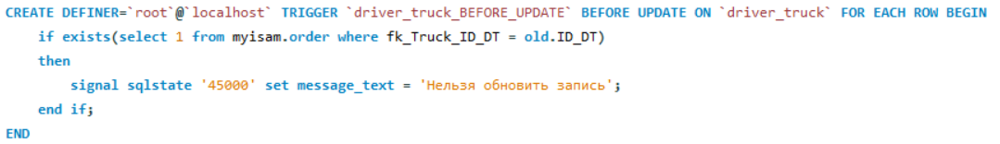 CREATE DEFINER=`root`@`localhost` TRIGGER `driver_truck_BEFORE_UPDATE` BEFORE UPDATE ON `driver_truck` FOR EACH ROW BEGIN
if exists(select 1 from myisam.order where fk_Truck_ID_DT = old.ID_DT)
then
signal sqlstate '45000' set message_text = 'Нельзя обновить запись';
end if;
END